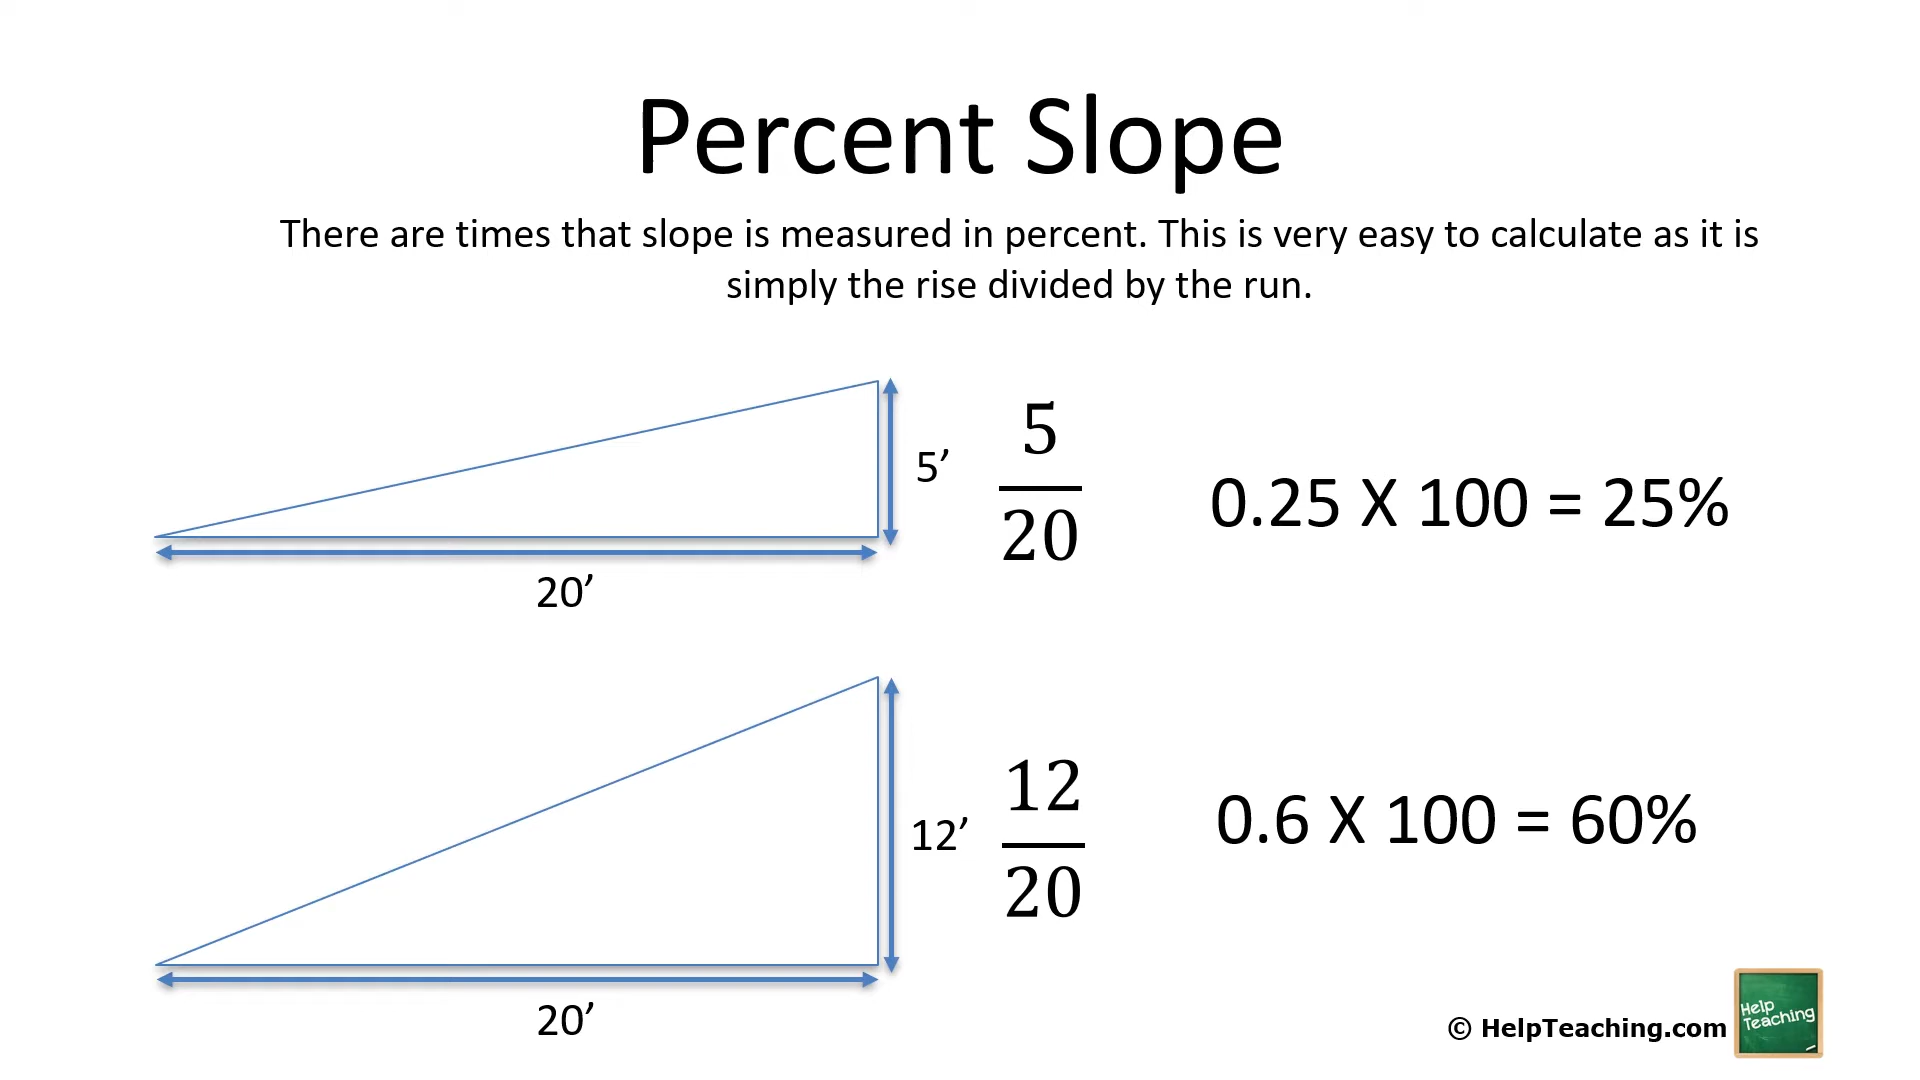 Percent Slope
There are times that slope is measured in percent. This is very easy to calculate as it is
simply the rise divided by the run.
5’
5
20
0.25 X 100 = 25%
20’
12’
12
20
0.6 X 100 = 60%
20’
© HelpTeaching.com
Help
Teaching